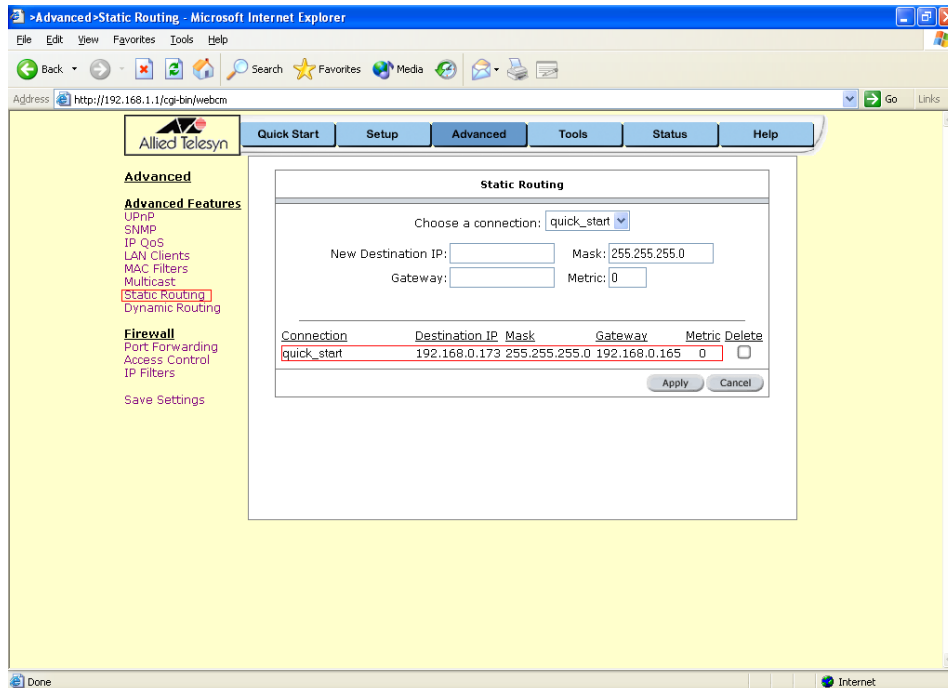 >Advanced>Static Routing - Microsoft Internet Explorer
File Edit View Favorites Tools Help
Back Search Favorites Media
Address http://192.168.1.1/cgi-bin/webcm Go Links
Allied Telesyn
Quick Start Setup Advanced Tools Status Help
Advanced
Advanced Features
UPnP
SNMP
IP QoS
LAN Clients
MAC Filters
Multicast
Static Routing
Dynamic Routing
Firewall
Port Forwarding
Access Control
IP Filters
Save Settings
Static Routing
Choose a connection: quick_start
New Destination IP: Mask: 255.255.255.0
Gateway: Metric: 0
Connection Destination IP Mask Gateway Metric Delete
quick_start 192.168.0.173 255.255.255.0 192.168.0.165 0
Apply Cancel
Done Internet